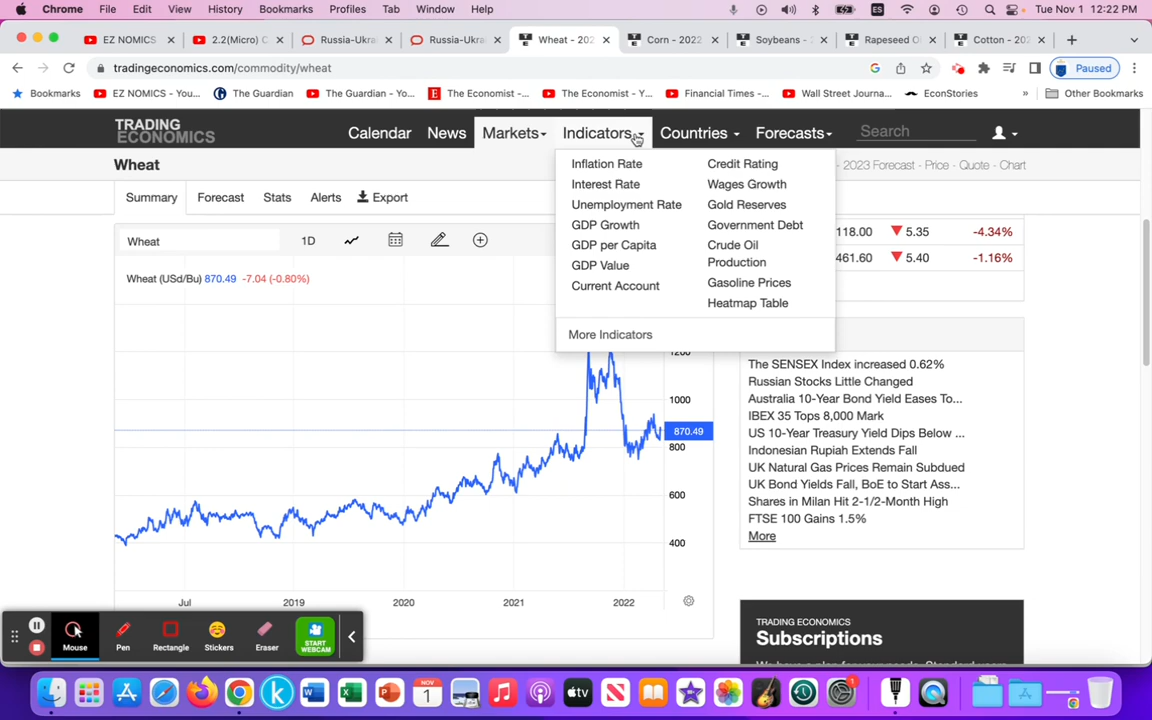 Chrome File Edit View History Bookmarks Profiles Tab Window Help ES Tue Nov 1 12:22 PM
EZ NOMICS 2.2(Micro) C Russia-Ukra Russia-Ukra Wheat - 202 Corn - 2022 Soybeans - 2 Rapeseed O Cotton - 202
tradingeconomics.com/commodity/wheat Paused
Bookmarks EZ NOMICS - You... The Guardian The Guardian - Yo... The Economist -... The Economist - Y... Financial Times -... Wall Street Journa... EconStories » Other Bookmarks
TRADING ECONOMICS Calendar News Markets Indicators Countries Forecasts Search
Wheat 2023 Forecast - Price - Quote - Chart
Summary Forecast Stats Alerts Export
Inflation Rate Credit Rating
Interest Rate Wages Growth
Unemployment Rate Gold Reserves
GDP Growth Government Debt
GDP per Capita Crude Oil
Production
GDP Value
Current Account Gasoline Prices
Heatmap Table
More Indicators
118.00 5.35 -4.34%
461.60 5.40 -1.16%
Wheat 1D
Wheat (USd/Bu) 870.49 -7.04 (-0.80%)
1200
1000
870.49
800
600
400
Jul 2019 2020 2021 2022
The SENSEX Index increased 0.62%
Russian Stocks Little Changed
Australia 10-Year Bond Yield Eases To...
IBEX 35 Tops 8,000 Mark
US 10-Year Treasury Yield Dips Below ...
Indonesian Rupiah Extends Fall
UK Natural Gas Prices Remain Subdued
UK Bond Yields Fall, BoE to Start Ass...
Shares in Milan Hit 2-1/2-Month High
FTSE 100 Gains 1.5%
More
TRADING ECONOMICS
Subscriptions
Mouse Pen Rectangle Stickers Eraser START WEBCAM
NOV
1
1